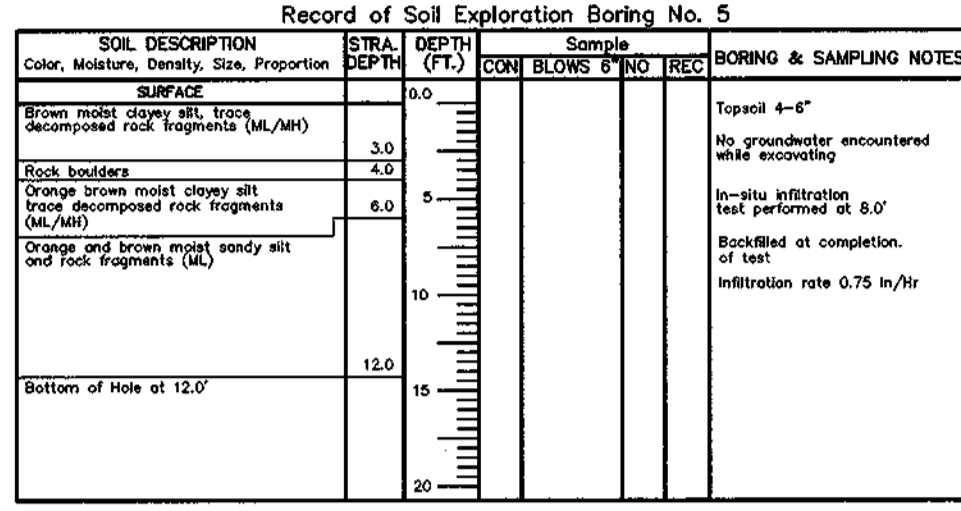 Record of Soil Exploration Boring No. 5
SOIL DESCRIPTION
Color, Moisture, Density, Size, Proportion
STRA.
DEPTH
DEPTH
(FT.)
Sample
CON
BLOWS 6"
NO
REC
BORING & SAMPLING NOTES
SURFACE
Brown moist clayey silt, trace
decomposed rock fragments (ML/MH)
3.0
Rock boulders
4.0
Orange brown moist clayey silt
trace decomposed rock fragments
(ML/MH)
6.0
Orange and brown moist sandy silt
and rock fragments (ML)
12.0
Bottom of Hole at 12.0'
0.0
5
10
15
20
Topsoil 4-6"
No groundwater encountered
while excavating
In-situ infiltration
test performed at 8.0'
Backfilled at completion.
of test
Infiltration rate 0.75 In/Hr